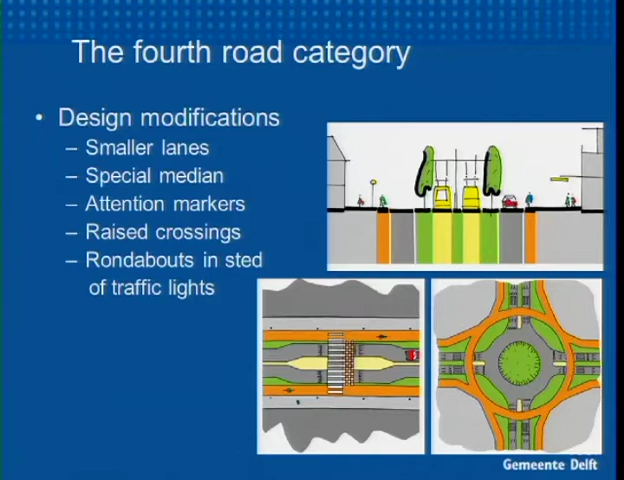 The fourth road category
• Design modifications
– Smaller lanes
– Special median
– Attention markers
– Raised crossings
– Rondabouts in sted
of traffic lights
Gemeente Delft